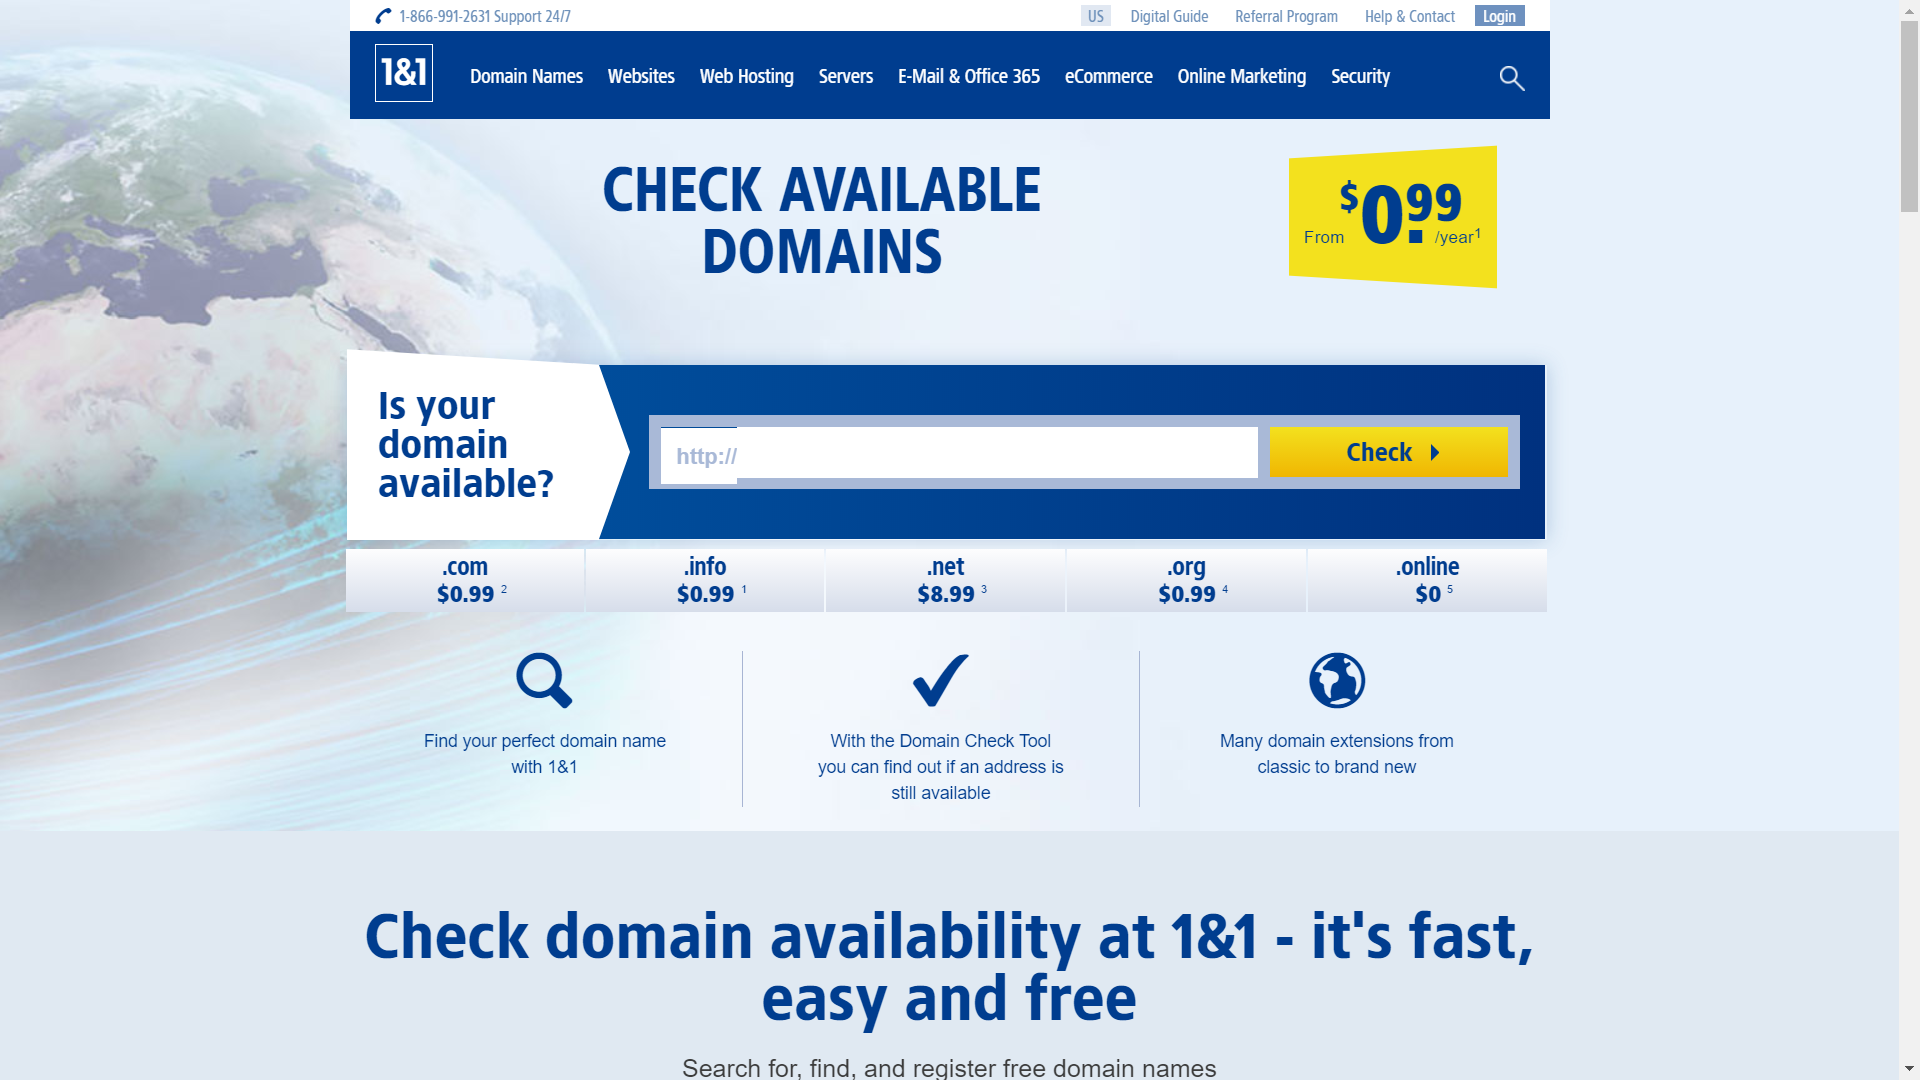 1-866-991-2631 Support 24/7
US Digital Guide Referral Program Help & Contact Login
1&1
Domain Names Websites Web Hosting Servers E-Mail & Office 365 eCommerce Online Marketing Security
CHECK AVAILABLE
DOMAINS
From $0.99 /year1
Is your
domain
available?
http://
Check
.com
$0.99 2
.info
$0.99 1
.net
$8.99 3
.org
$0.99 4
.online
$0 5
Find your perfect domain name
with 1&1
With the Domain Check Tool
you can find out if an address is
still available
Many domain extensions from
classic to brand new
Check domain availability at 1&1 - it's fast,
easy and free
Search for, find, and register free domain names